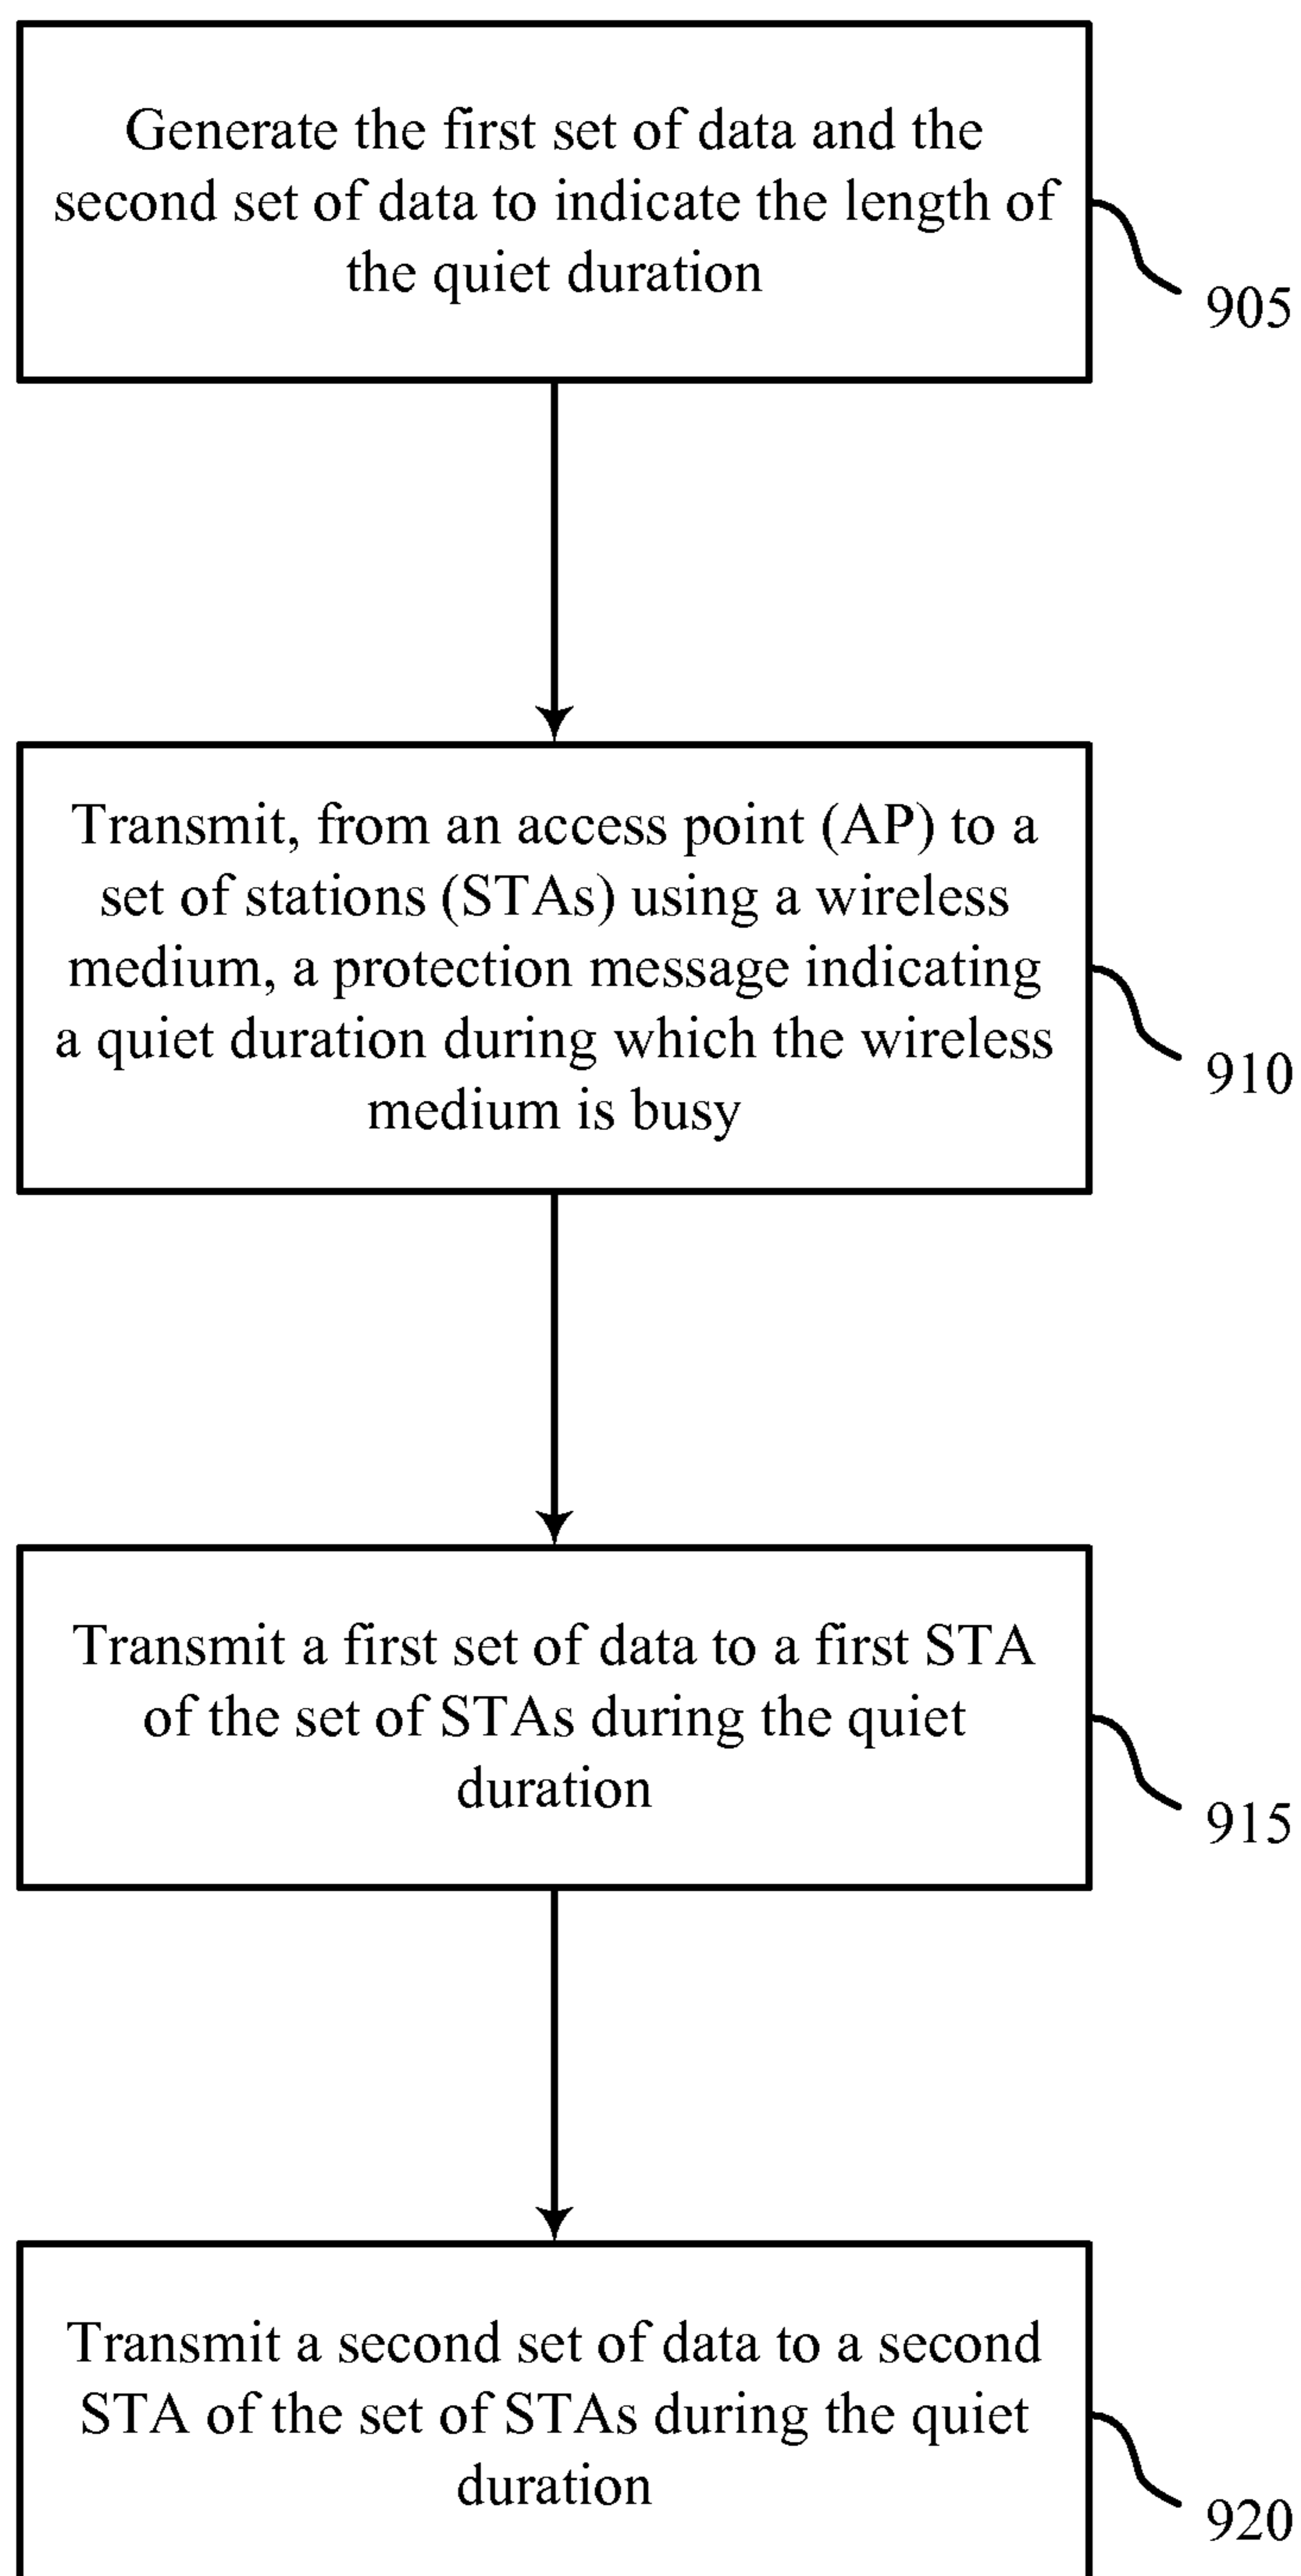 Generate the first set of data and the
second set of data to indicate the length of
the quiet duration
905
Transmit, from an access point (AP) to a
set of stations (STAs) using a wireless
medium, a protection message indicating
a quiet duration during which the wireless
medium is busy
910
Transmit a first set of data to a first STA
of the set of STAs during the quiet
duration
915
Transmit a second set of data to a second
STA of the set of STAs during the quiet
duration
920